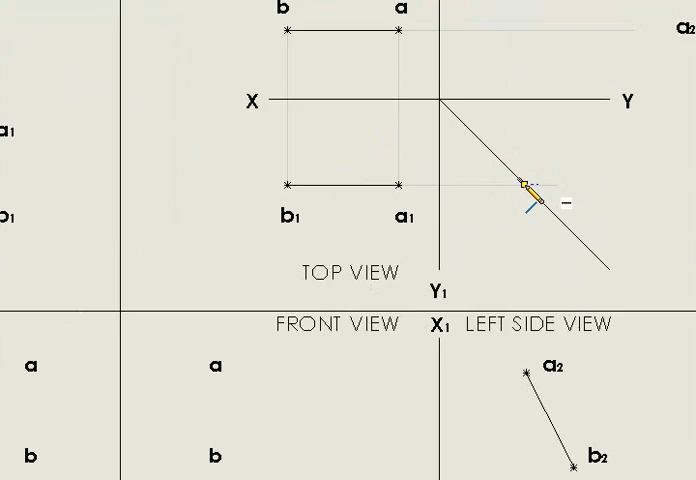 b a
a2
X Y
a1
b1
b1 a1
TOP VIEW
Y1
FRONT VIEW X1 LEFT SIDE VIEW
a a a2
b b b2